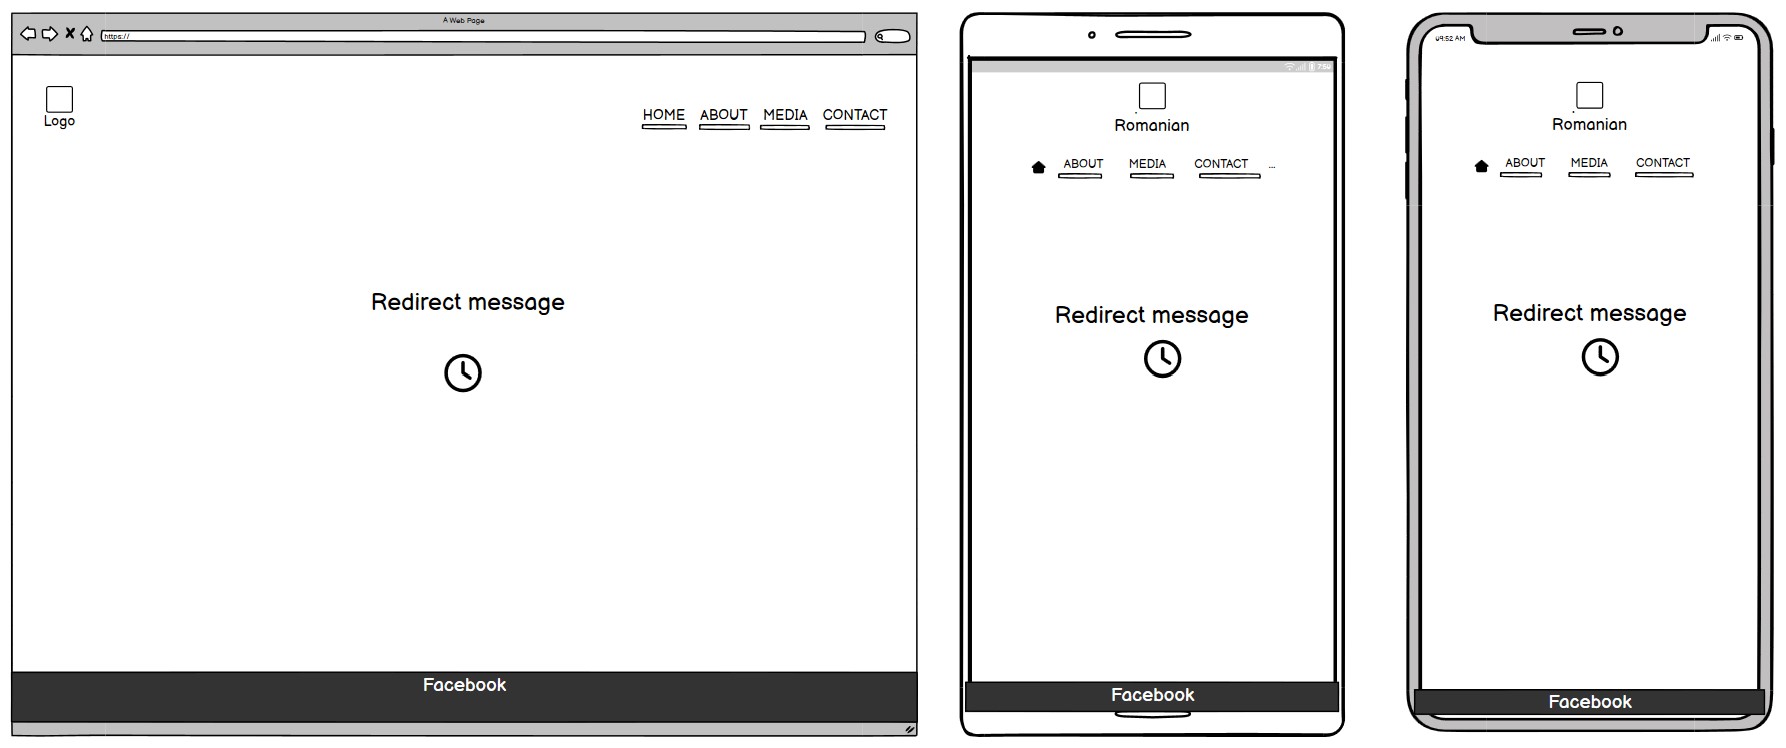 A Web Page
https://
Logo
HOME ABOUT MEDIA CONTACT
Redirect message
Facebook
7:50
Romanian
ABOUT MEDIA CONTACT ...
Redirect message
Facebook
09:52 AM
Romanian
ABOUT MEDIA CONTACT
Redirect message
Facebook